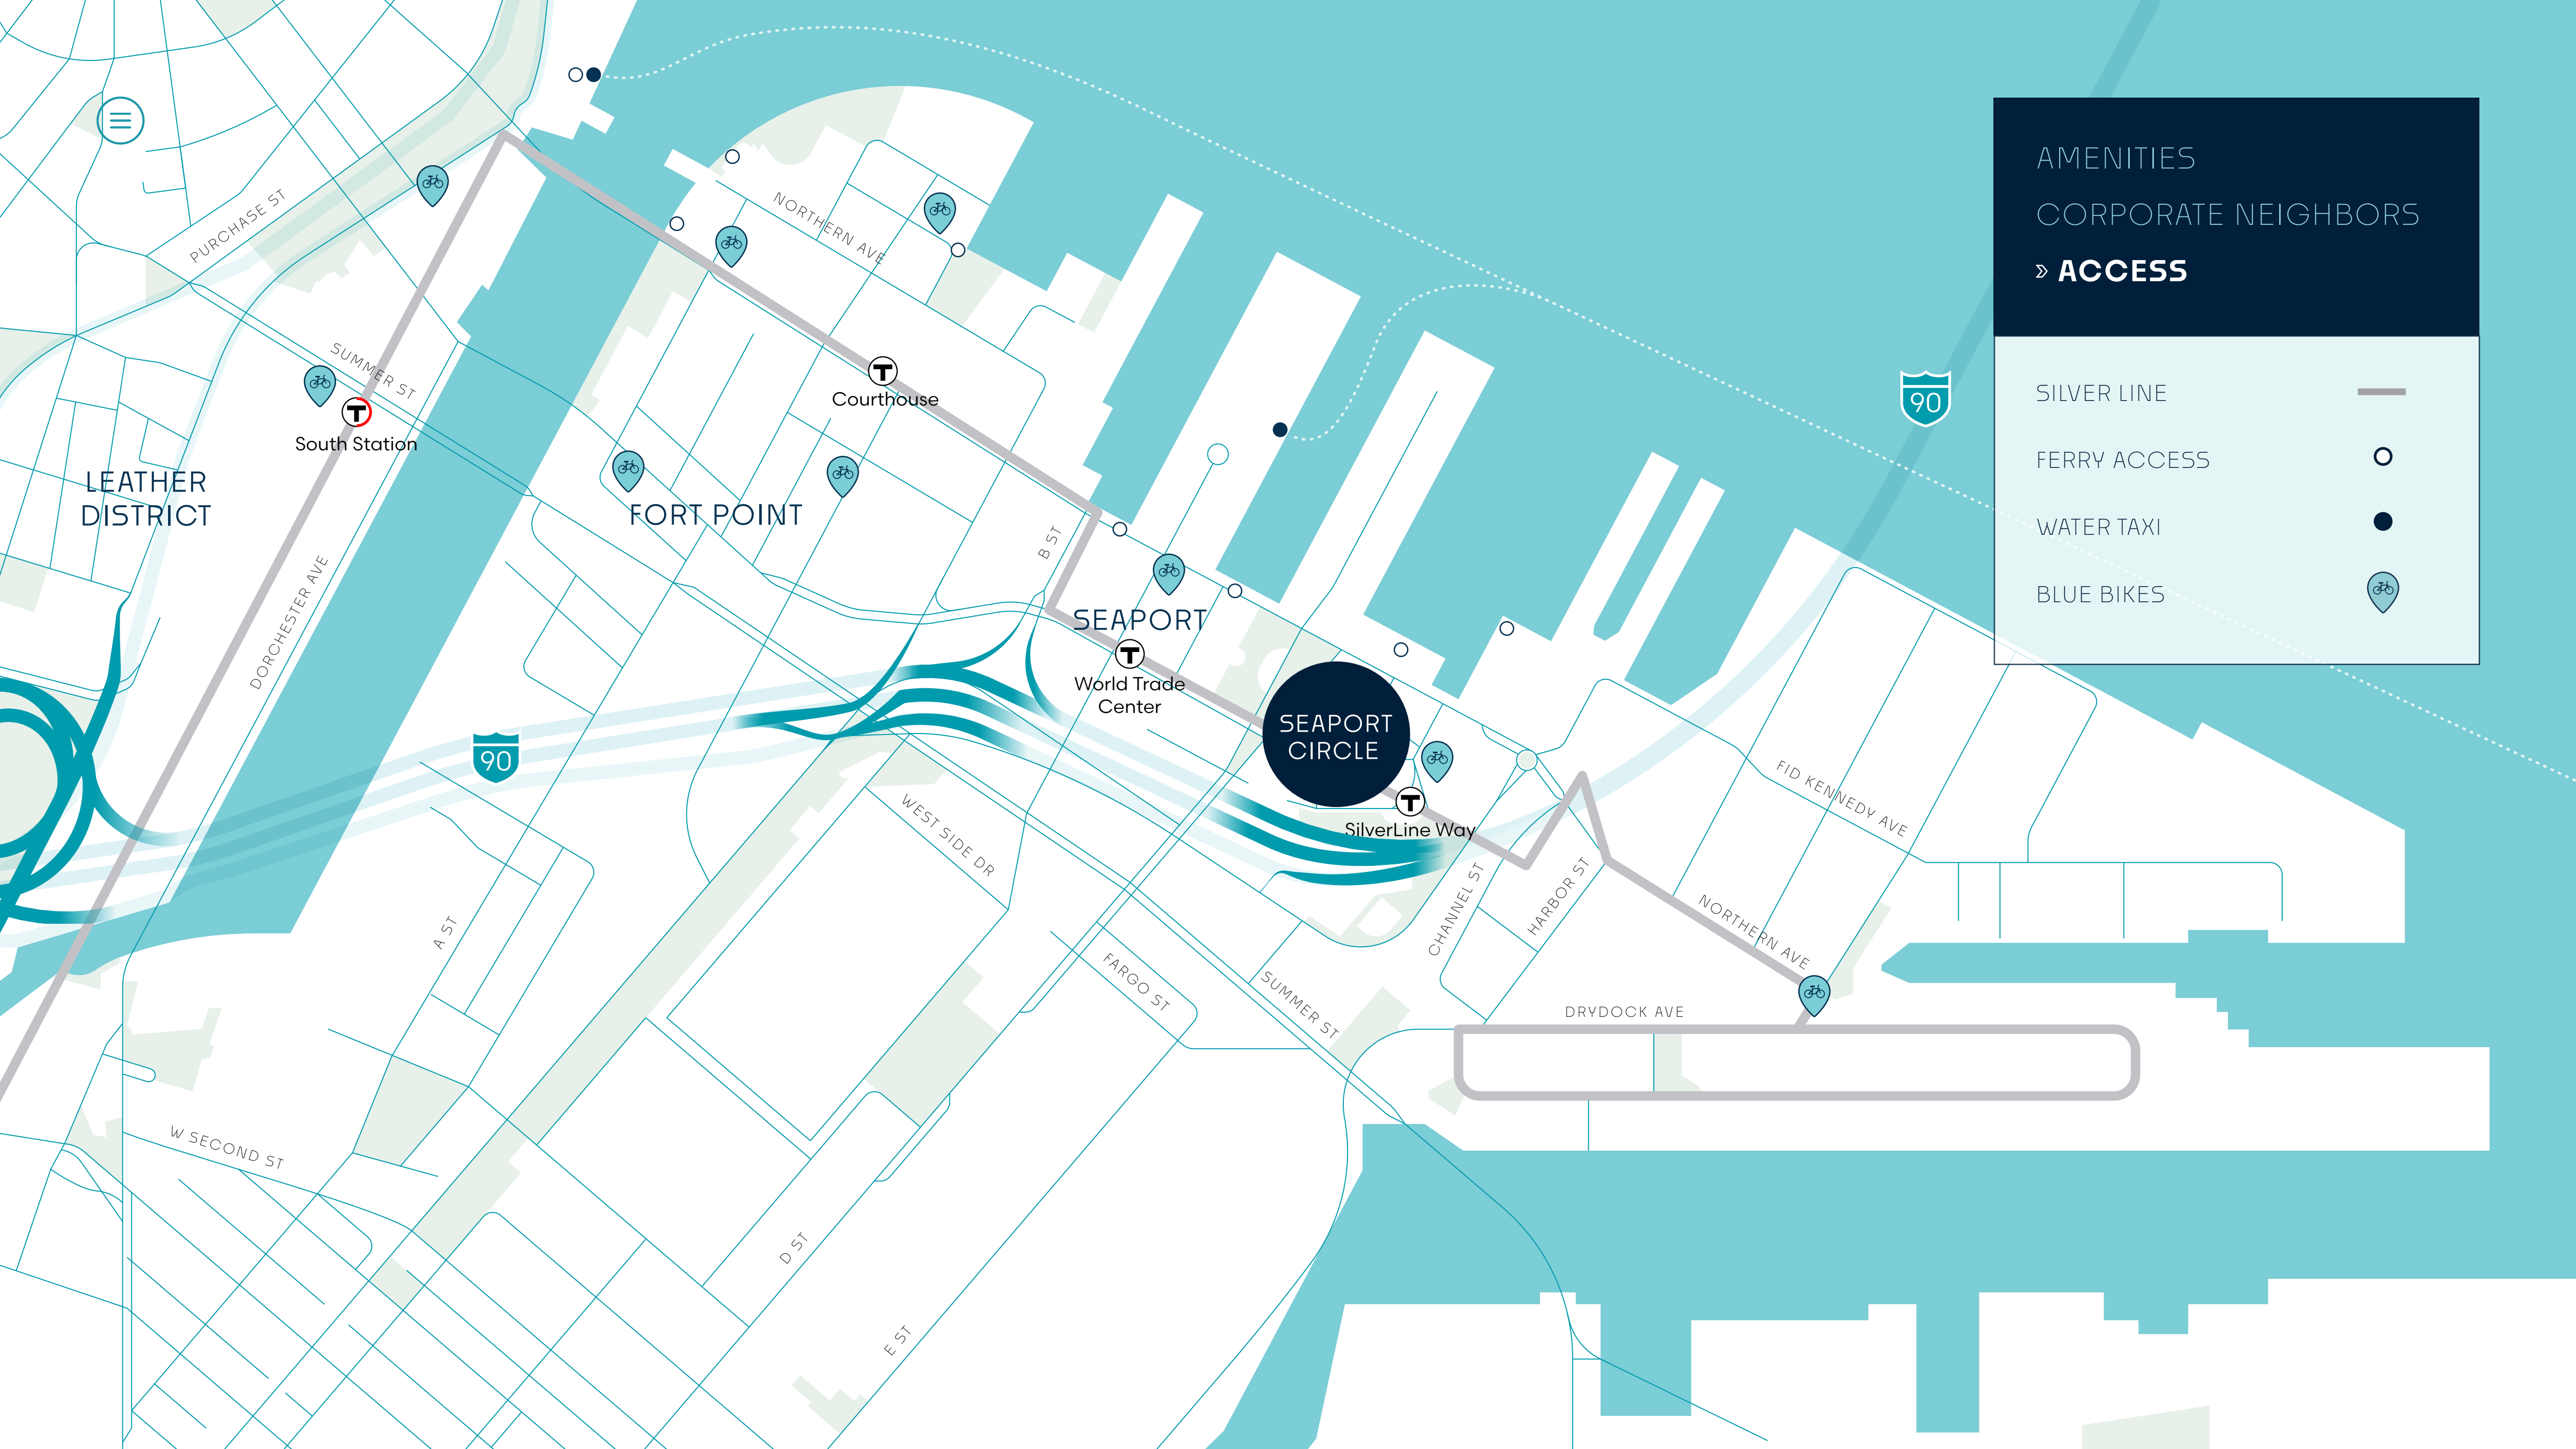 AMENITIES
CORPORATE NEIGHBORS
» ACCESS
SILVER LINE
FERRY ACCESS
WATER TAXI
BLUE BIKES
PURCHASE ST
NORTHERN AVE
SUMMER ST
T
South Station
T
Courthouse
LEATHER
DISTRICT
FORT POINT
DORCHESTER AVE
B ST
SEAPORT
T
World Trade
Center
SEAPORT
CIRCLE
T
SilverLine Way
90
90
WEST SIDE DR
FID KENNEDY AVE
CHANNEL ST
HARBOR ST
NORTHERN AVE
A ST
FARGO ST
SUMMER ST
DRYDOCK AVE
W SECOND ST
D ST
E ST